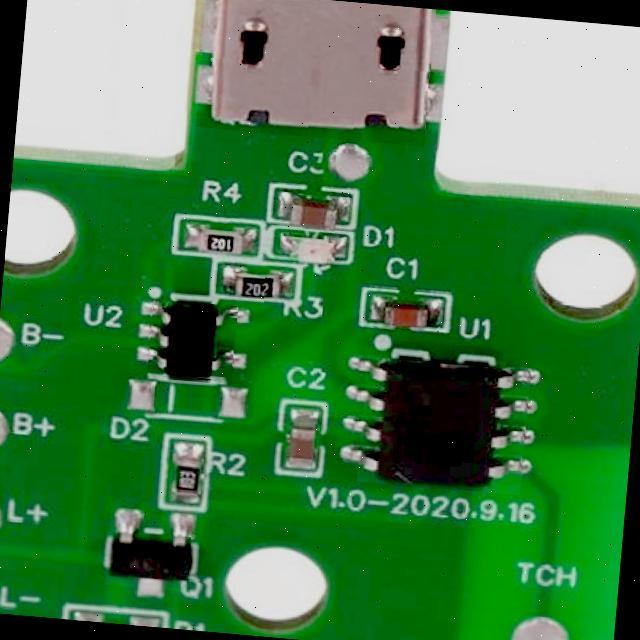 C3
R4
201
D1
C1
202
R3
U2
U1
B-
C2
B+
D2
R2
V1.0-2020.9.16
L+
TCH
Q1
L-